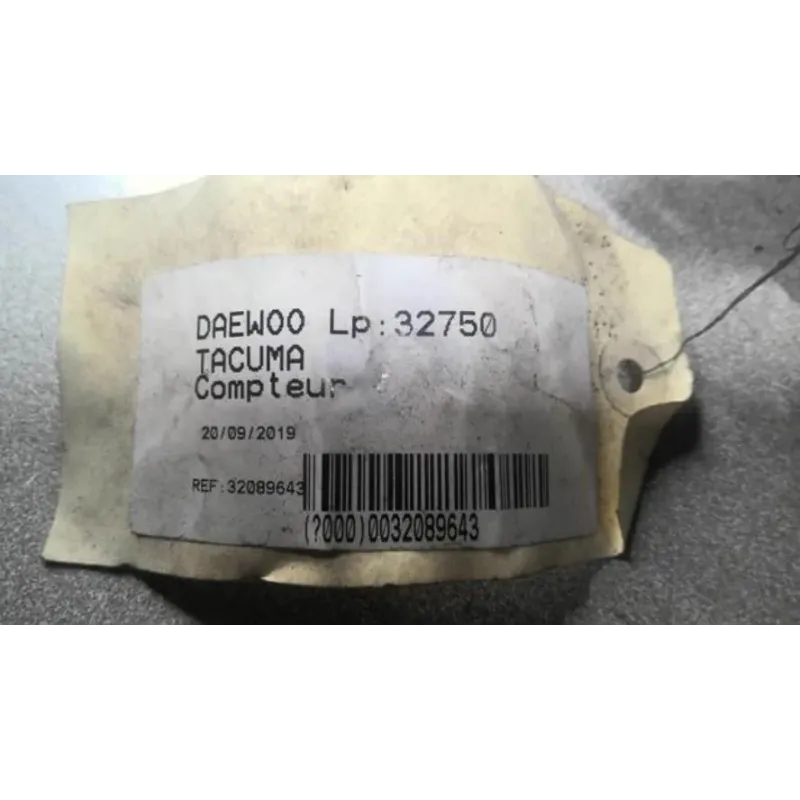 DAEWOO Lp:32750
TACUMA
Compteur
20/09/2019
REF:32089643
(?000)0032089643